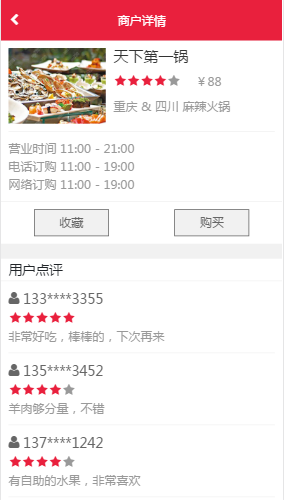 商户详情
天下第一锅
￥88
重庆 & 四川 麻辣火锅
营业时间 11:00 - 21:00
电话订购 11:00 - 19:00
网络订购 11:00 - 19:00
收藏 购买
用户点评
133****3355
非常好吃，棒棒的，下次再来
135****3452
羊肉够分量，不错
137****1242
有自助的水果，非常喜欢